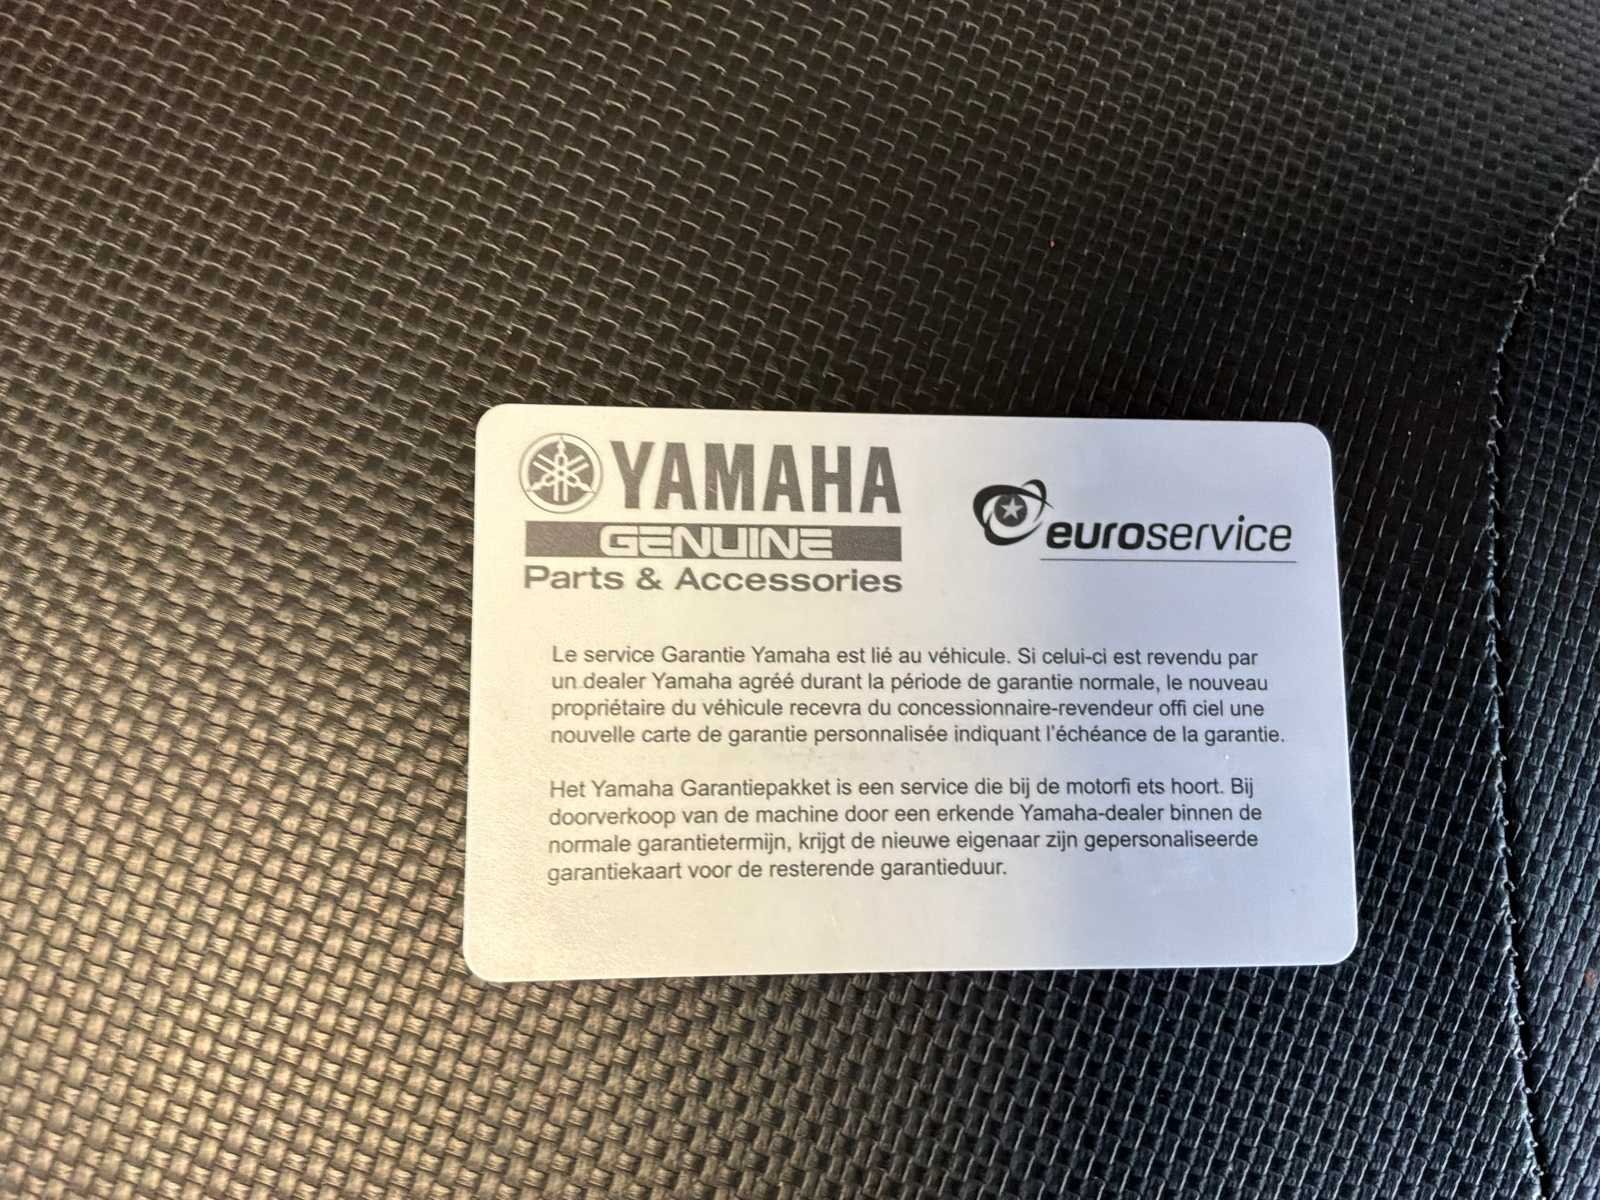 YAMAHA
GENUINE
Parts & Accessories
euroservice
Le service Garantie Yamaha est lié au véhicule. Si celui-ci est revendu par
un dealer Yamaha agréé durant la période de garantie normale, le nouveau
propriétaire du véhicule recevra du concessionnaire-revendeur offi ciel une
nouvelle carte de garantie personnalisée indiquant l'échéance de la garantie.
Het Yamaha Garantiepakket is een service die bij de motorfi ets hoort. Bij
doorverkoop van de machine door een erkende Yamaha-dealer binnen de
normale garantietermijn, krijgt de nieuwe eigenaar zijn gepersonaliseerde
garantiekaart voor de resterende garantieduur.